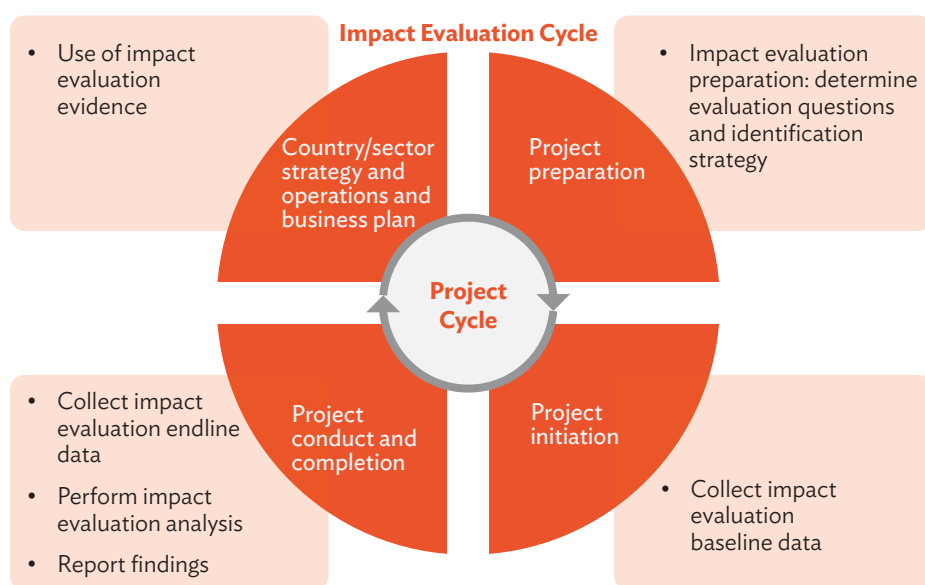 Impact Evaluation Cycle
• Use of impact
evaluation
evidence
Country/sector
strategy and
operations and
business plan
Project
preparation
• Impact evaluation
preparation: determine
evaluation questions
and identification
strategy
Project
Cycle
• Collect impact
evaluation endline
data
• Perform impact
evaluation analysis
• Report findings
Project
conduct and
completion
Project
initiation
• Collect impact
evaluation
baseline data